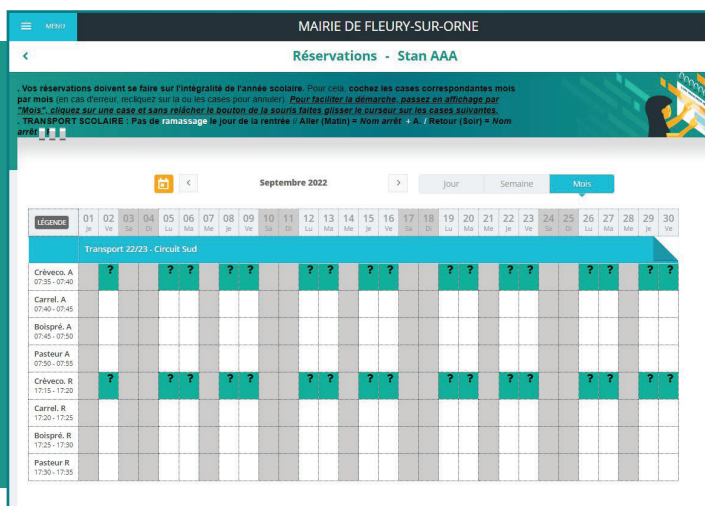 MENU
MAIRIE DE FLEURY-SUR-ORNE
<
Réservations - Stan AAA
. Vos réservations doivent se faire sur l'intégralité de l'année scolaire. Pour cela, cochez les cases correspondantes mois
par mois (en cas d'erreur, recliquez sur la ou les cases pour annuler). Pour faciliter la démarche, passez en affichage par
"Mois", cliquez sur une case et sans relâcher le bouton de la souris faites glisser le curseur sur les cases suivantes.
. TRANSPORT SCOLAIRE : Pas de ramassage le jour de la rentrée // Aller (Matin) = Nom arrêt + A. / Retour (Soir) = Nom
arrêt
< Septembre 2022 > Jour Semaine Mois
LÉGENDE 01 02 03 04 05 06 07 08 09 10 11 12 13 14 15 16 17 18 19 20 21 22 23 24 25 26 27 28 29 30
Je Ve Sa Di Lu Ma Me Je Ve Sa Di Lu Ma Me Je Ve Sa Di Lu Ma Me Je Ve Sa Di Lu Ma Me Je Ve
Transport 22/23 - Circuit Sud
Crèveco. A ? ? ? ? ? ? ? ? ? ? ? ? ? ? ? ? ?
07:35 - 07:40
Carrel. A
07:40 - 07:45
Boispré. A
07:45 - 07:50
Pasteur A
07:50 - 07:55
Crèveco. R ? ? ? ? ? ? ? ? ? ? ? ? ? ? ? ? ?
17:15 - 17:20
Carrel. R
17:20 - 17:25
Boispré. R
17:25 - 17:30
Pasteur R
17:30 - 17:35